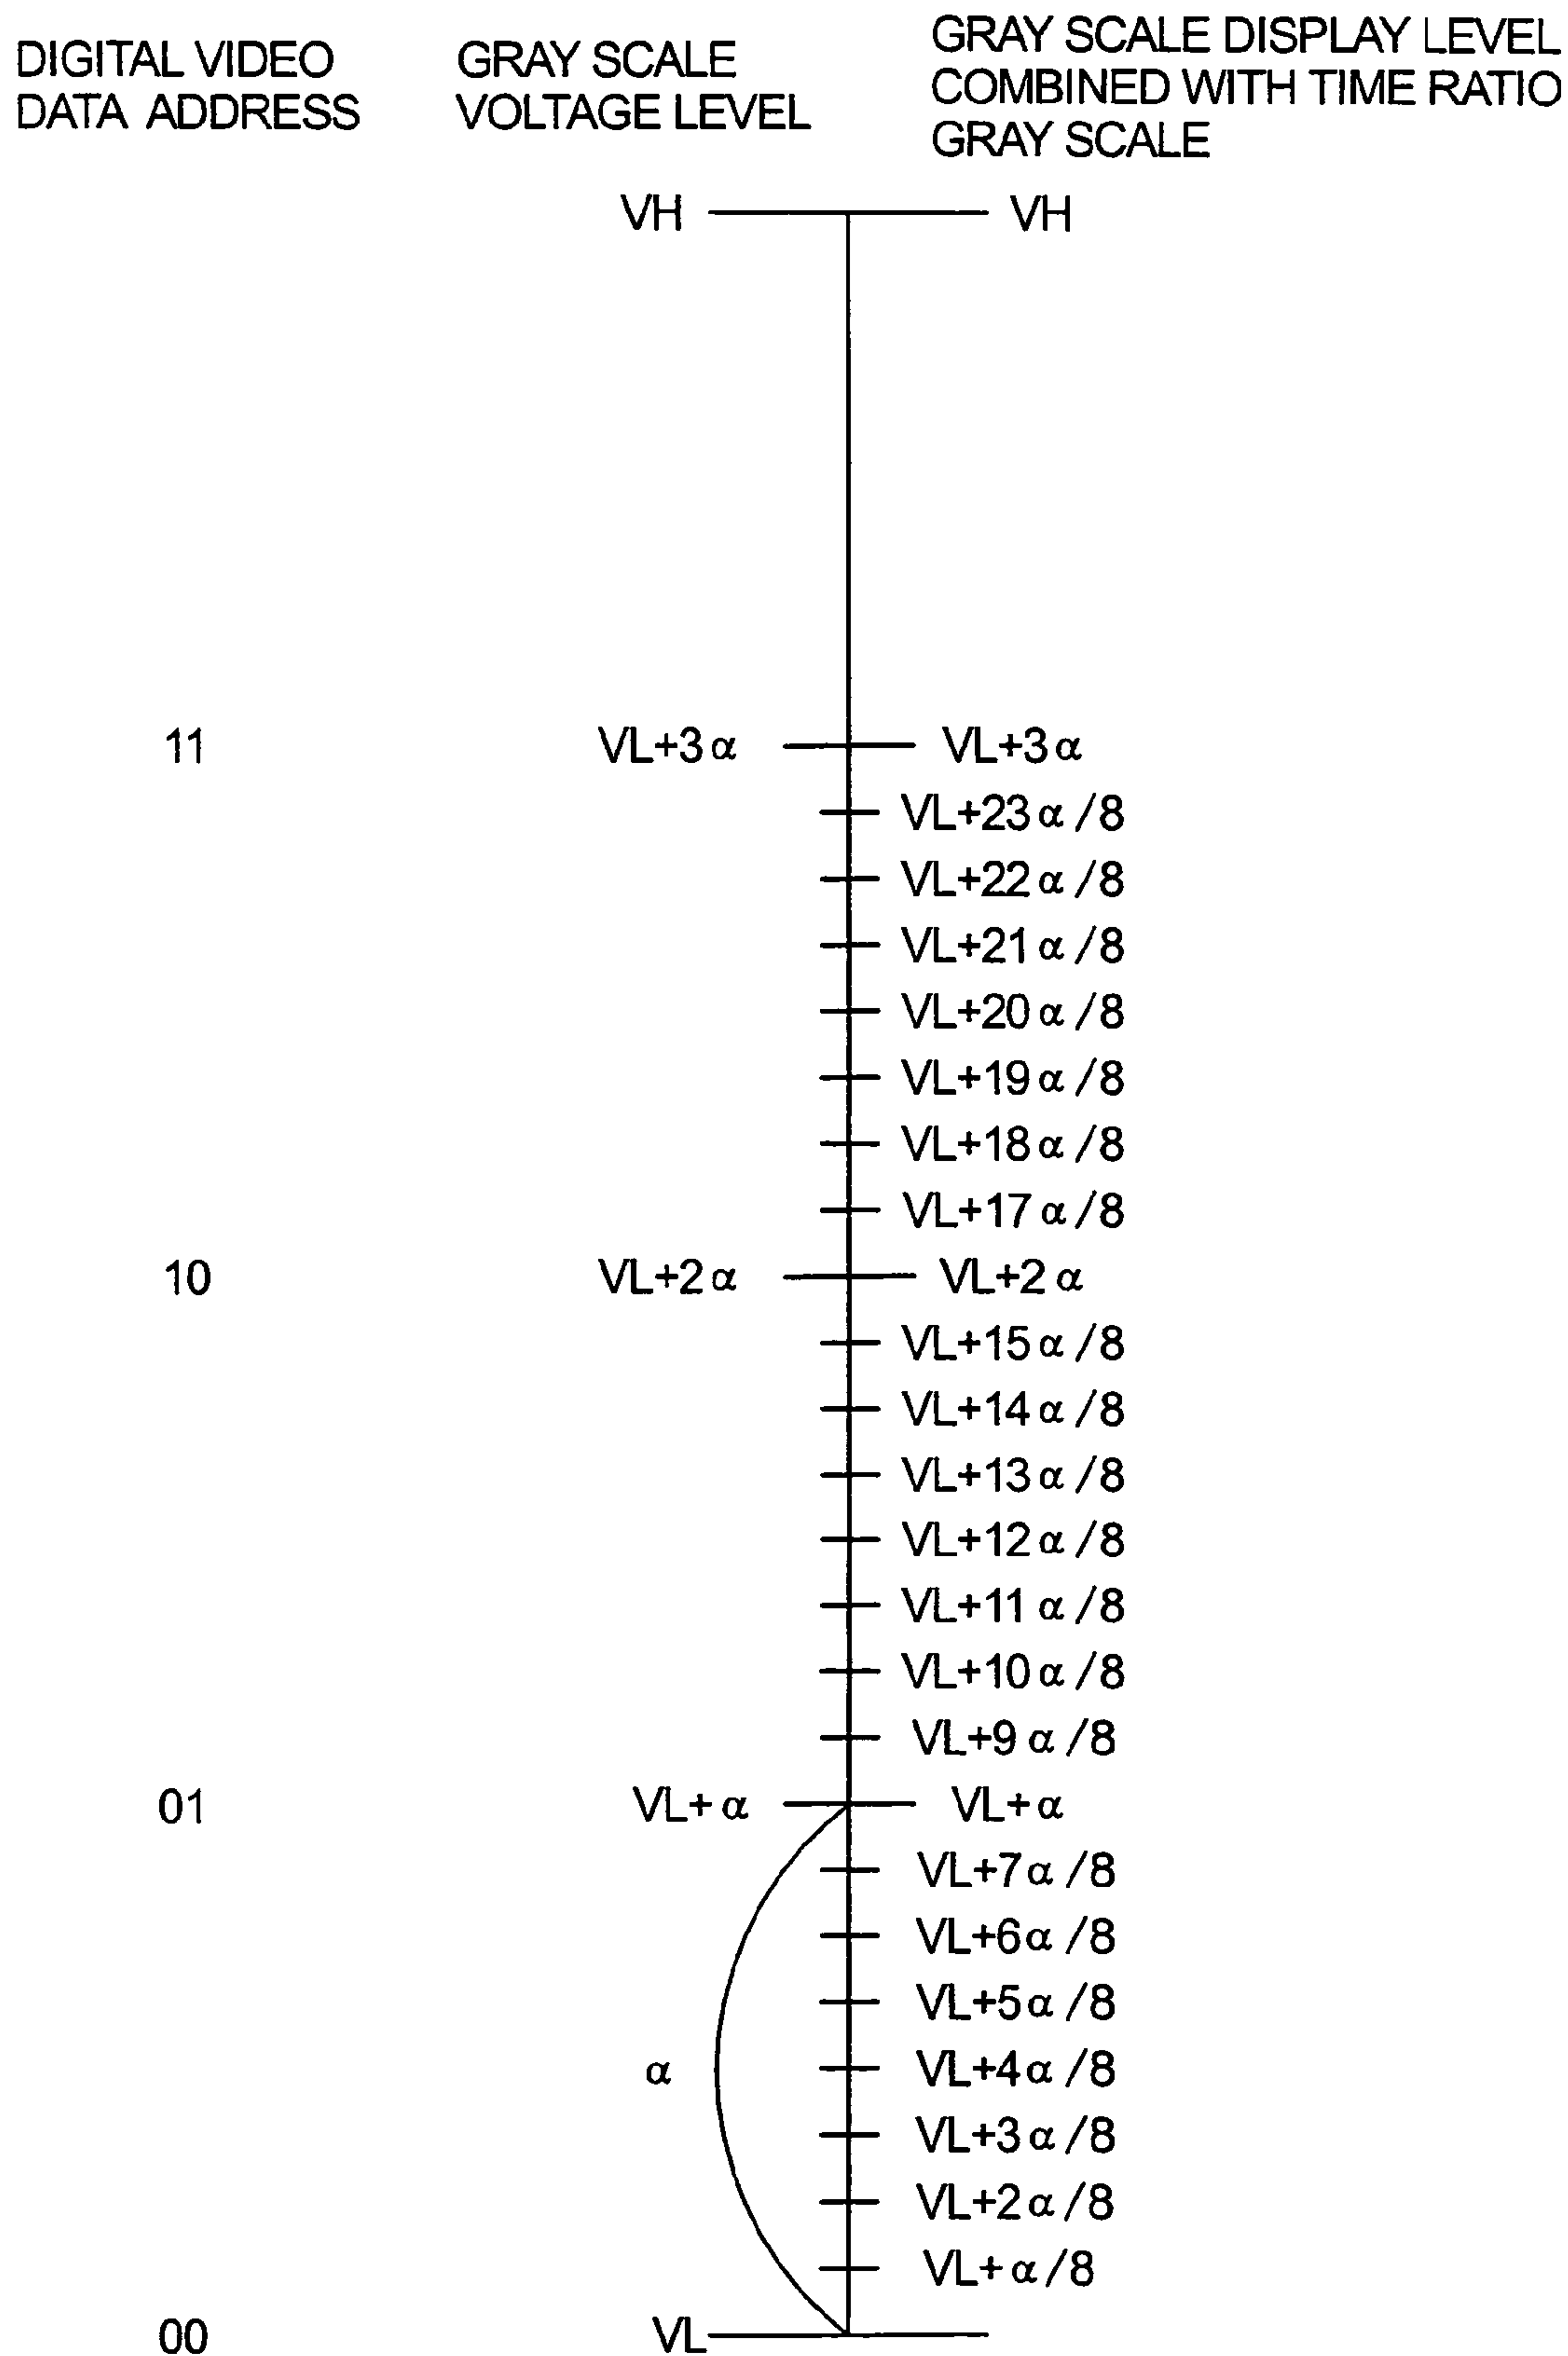 DIGITAL VIDEO
DATA ADDRESS
GRAY SCALE
VOLTAGE LEVEL
GRAY SCALE DISPLAY LEVEL
COMBINED WITH TIME RATIO
GRAY SCALE
VH VH
11 VL+3α VL+3α
VL+23α/8
VL+22α/8
VL+21α/8
VL+20α/8
VL+19α/8
VL+18α/8
VL+17α/8
10 VL+2α VL+2α
VL+15α/8
VL+14α/8
VL+13α/8
VL+12α/8
VL+11α/8
VL+10α/8
VL+9α/8
01 VL+α VL+α
VL+7α/8
VL+6α/8
VL+5α/8
α VL+4α/8
VL+3α/8
VL+2α/8
VL+α/8
00 VL